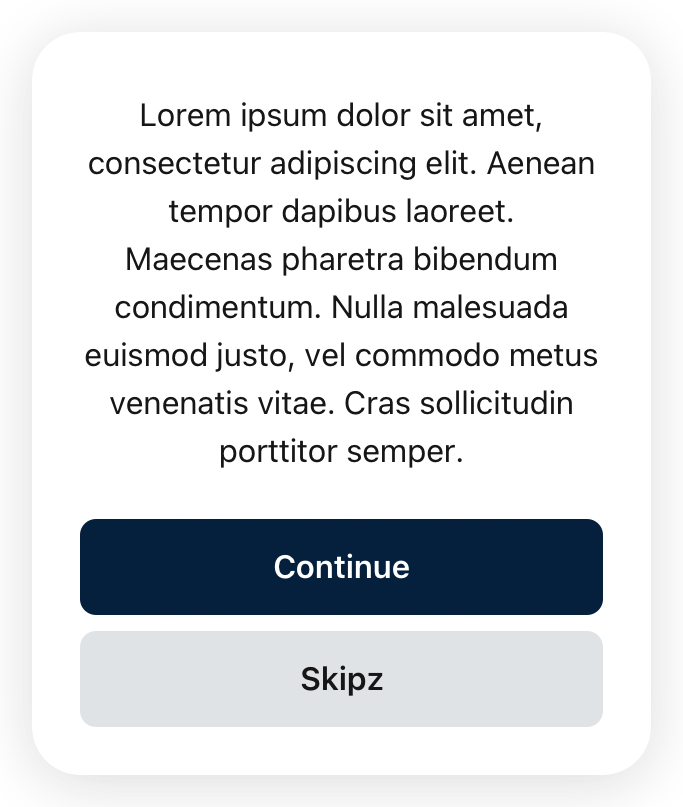 Lorem ipsum dolor sit amet,
consectetur adipiscing elit. Aenean
tempor dapibus laoreet.
Maecenas pharetra bibendum
condimentum. Nulla malesuada
euismod justo, vel commodo metus
venenatis vitae. Cras sollicitudin
porttitor semper.
Continue
Skipz